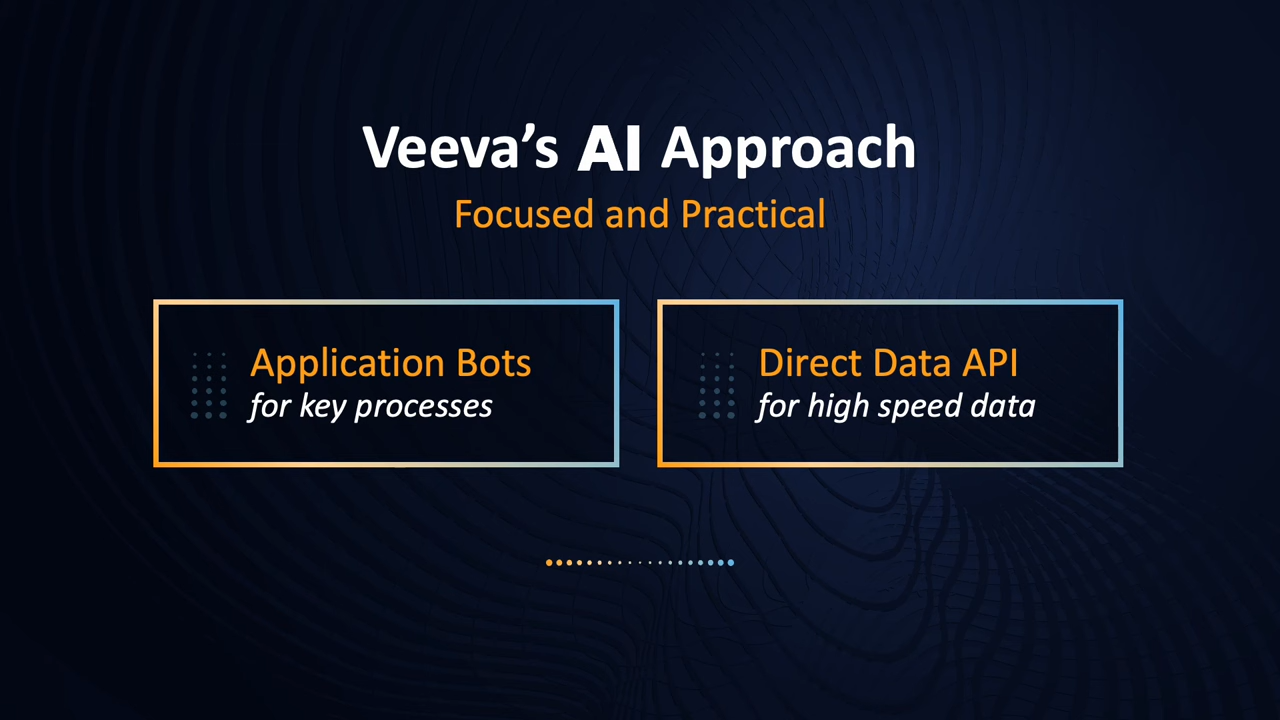 Veeva’s AI Approach
Focused and Practical
Application Bots
for key processes
Direct Data API
for high speed data